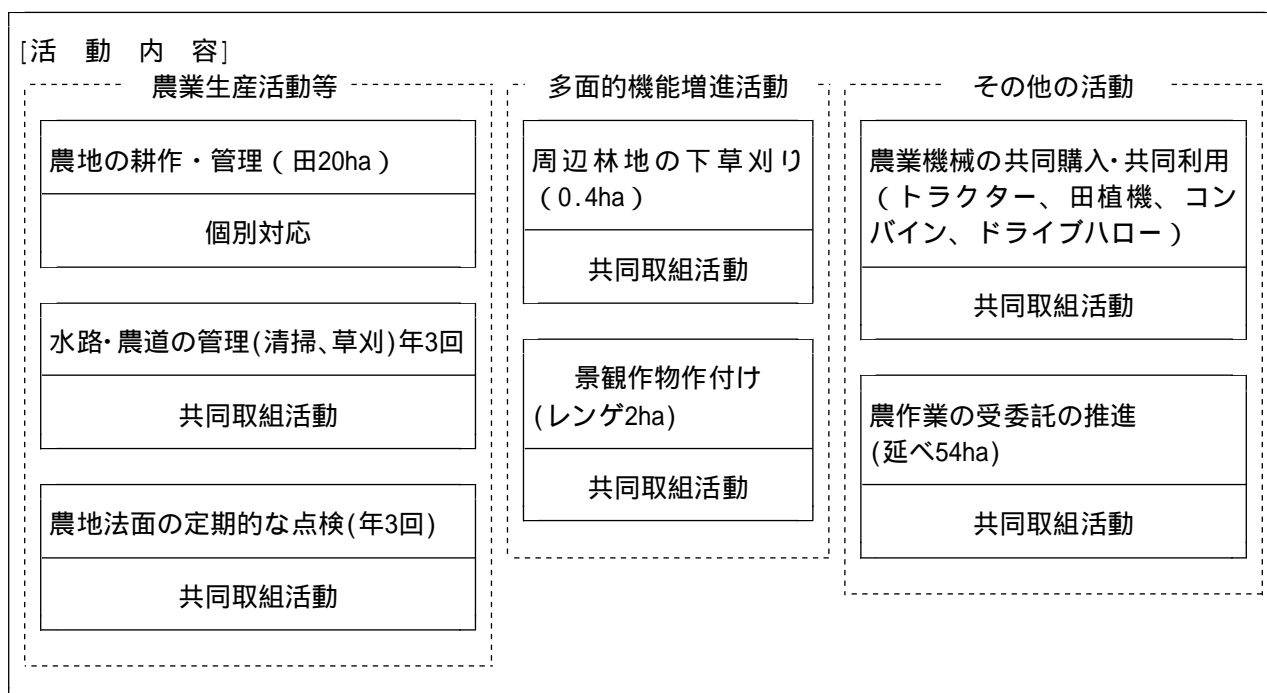 [活 動 内 容]
農業生産活動等
農地の耕作・管理（田20ha）
個別対応
水路・農道の管理(清掃、草刈)年3回
共同取組活動
農地法面の定期的な点検(年3回)
共同取組活動
多面的機能増進活動
周辺林地の下草刈り
（0.4ha）
共同取組活動
景観作物作付け
(レンゲ2ha)
共同取組活動
その他の活動
農業機械の共同購入・共同利用
（トラクター、田植機、コン
バイン、ドライブハロー）
共同取組活動
農作業の受委託の推進
(延べ54ha)
共同取組活動